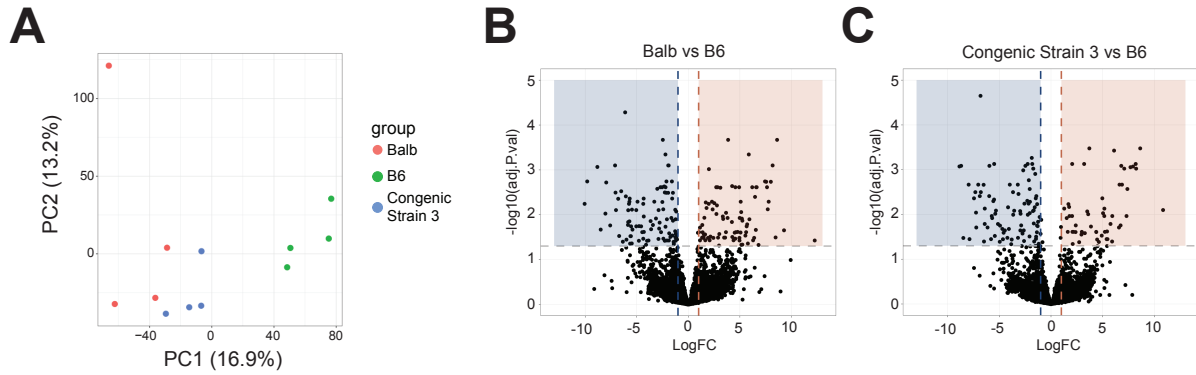 A
100
50
0
-40
0
40
80
PC2 (13.2%)
PC1 (16.9%)
group
Balb
B6
Congenic
Strain 3
B
Balb vs B6
5
4
3
2
1
0
-10
-5
0
5
10
-log10(adj.P.val)
LogFC
C
Congenic Strain 3 vs B6
5
4
3
2
1
0
-10
-5
0
5
10
-log10(adj.P.val)
LogFC